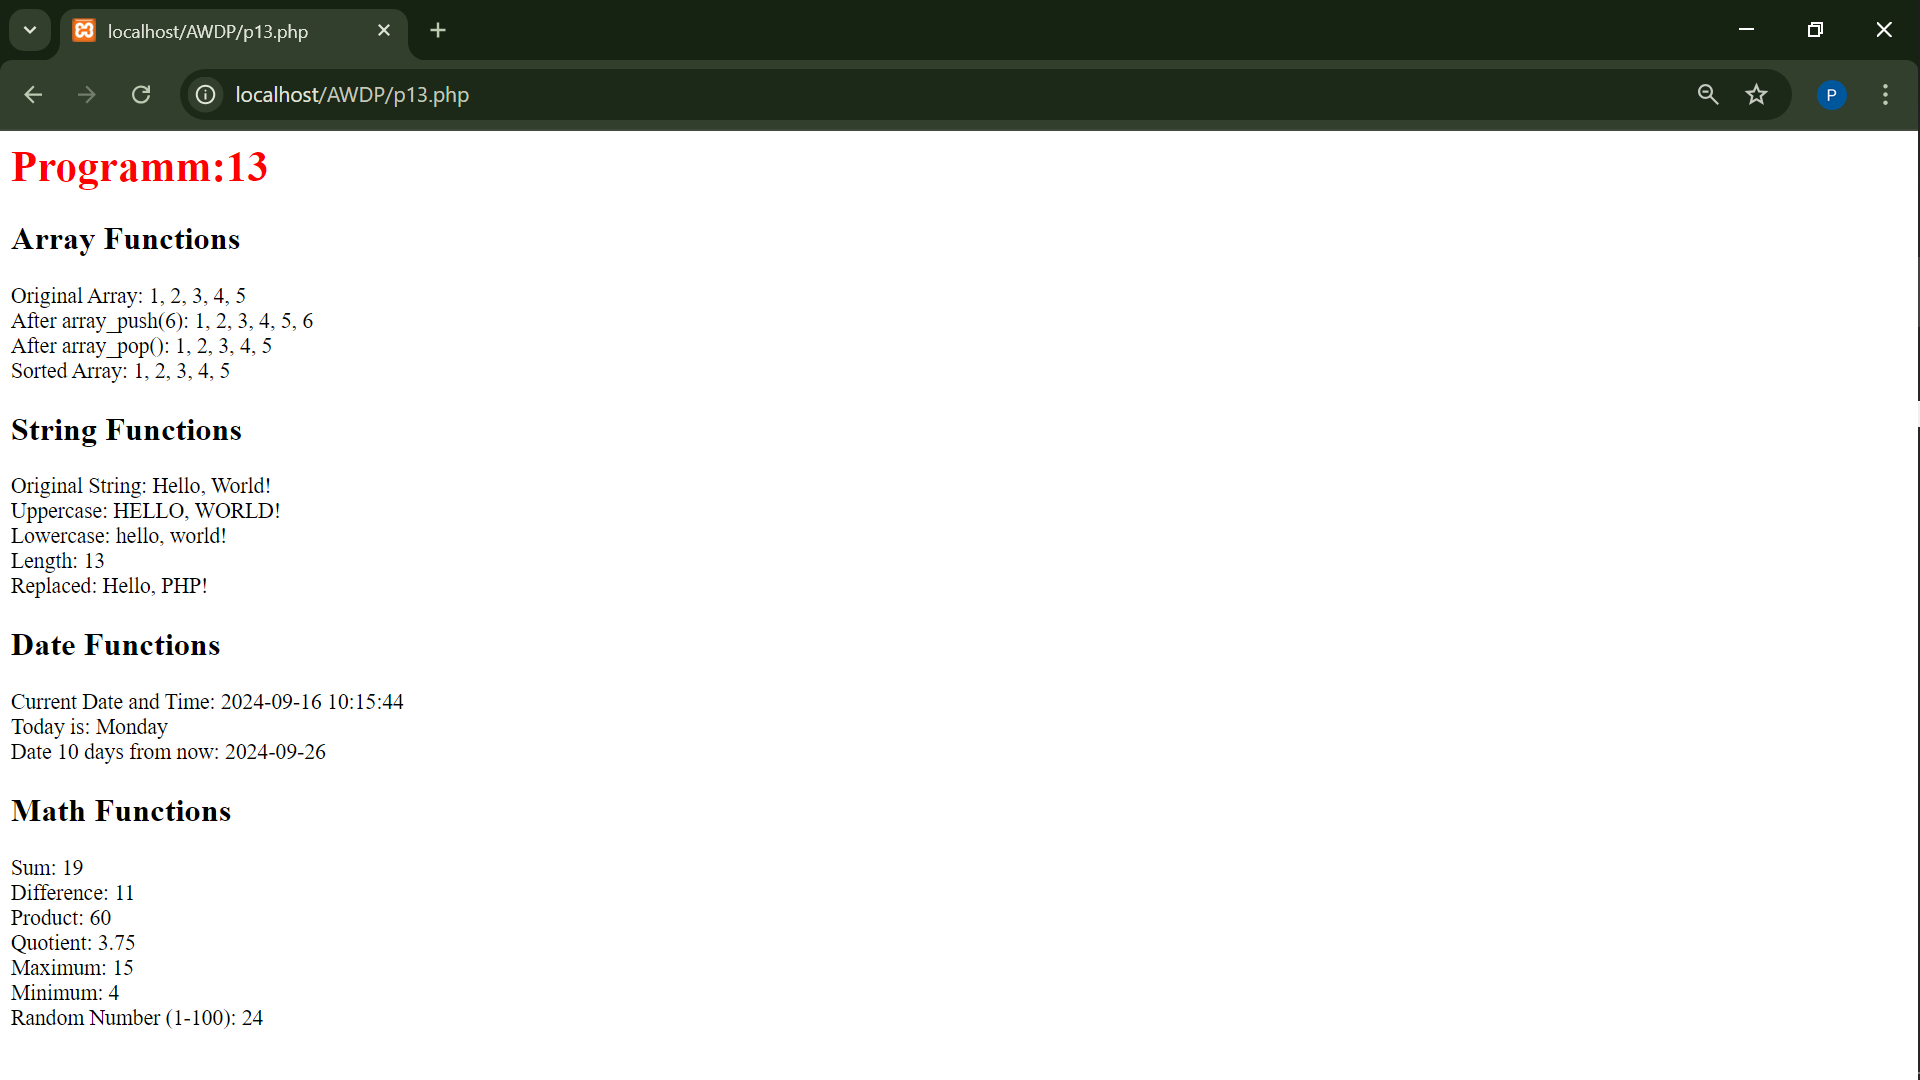 localhost/AWDP/p13.php
localhost/AWDP/p13.php
P
Programm:13
Array Functions
Original Array: 1, 2, 3, 4, 5
After array_push(6): 1, 2, 3, 4, 5, 6
After array_pop(): 1, 2, 3, 4, 5
Sorted Array: 1, 2, 3, 4, 5
String Functions
Original String: Hello, World!
Uppercase: HELLO, WORLD!
Lowercase: hello, world!
Length: 13
Replaced: Hello, PHP!
Date Functions
Current Date and Time: 2024-09-16 10:15:44
Today is: Monday
Date 10 days from now: 2024-09-26
Math Functions
Sum: 19
Difference: 11
Product: 60
Quotient: 3.75
Maximum: 15
Minimum: 4
Random Number (1-100): 24